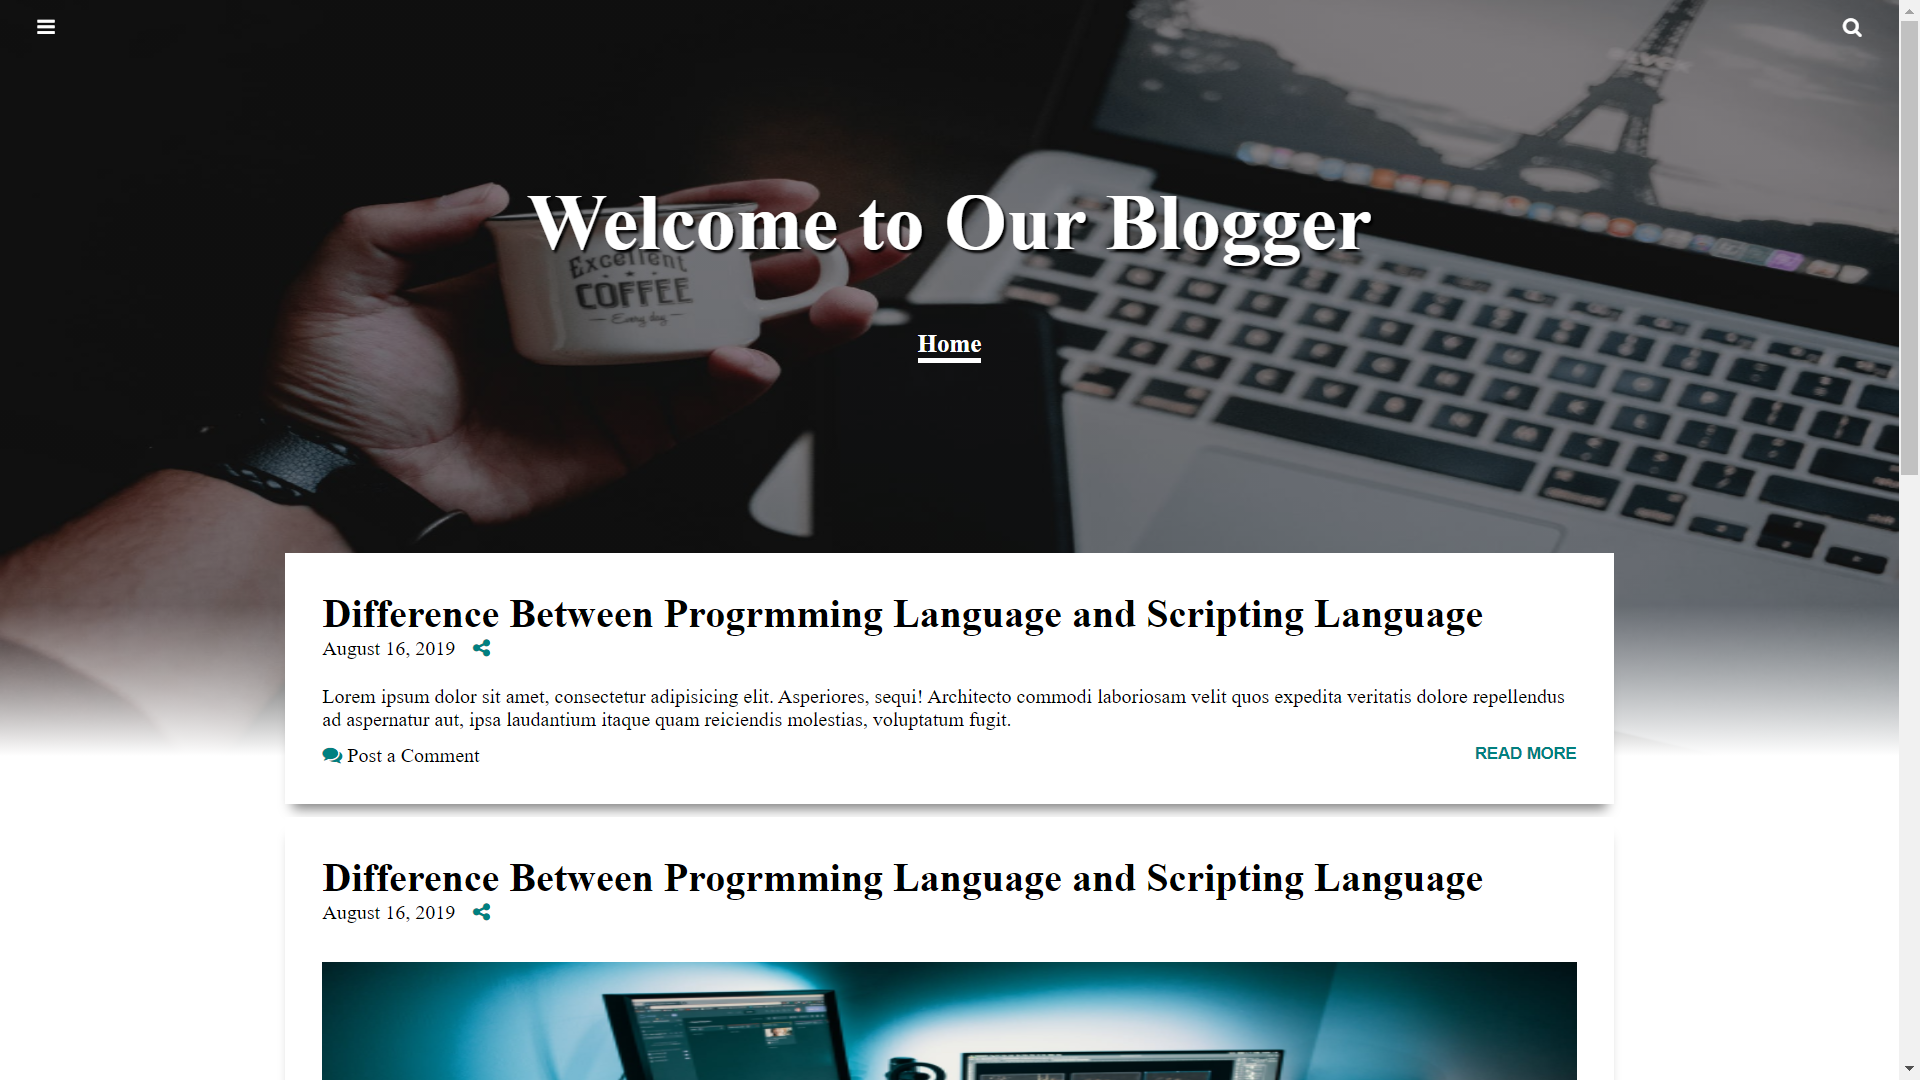 Welcome to Our Blogger
Excellent
COFFEE
Every day
Home
Difference Between Progrmming Language and Scripting Language
August 16, 2019
Lorem ipsum dolor sit amet, consectetur adipisicing elit. Asperiores, sequi! Architecto commodi laboriosam velit quos expedita veritatis dolore repellendus
ad aspernatur aut, ipsa laudantium itaque quam reiciendis molestias, voluptatum fugit.
Post a Comment
READ MORE
Difference Between Progrmming Language and Scripting Language
August 16, 2019